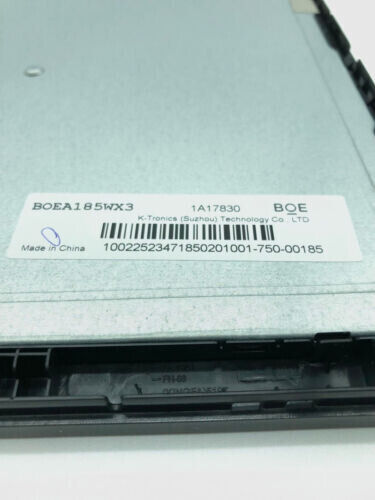 BOEA185WX3 1A17830 BOE
K-Tronics (Suzhou) Technology Co., LTD
Made in China 10022523471850201001-750-00185